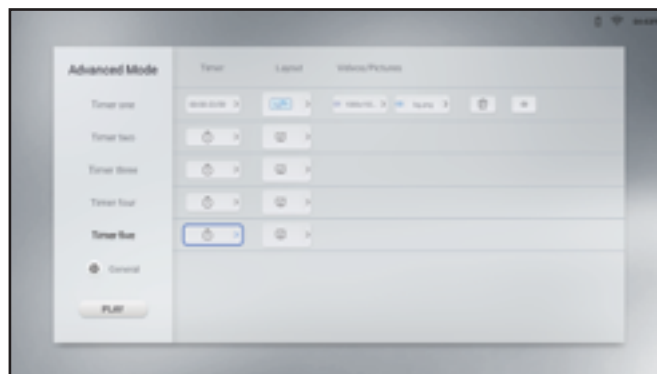 Advanced Mode
Timer
Layout
Videos/Pictures
Timer one
Timer two
Timer three
Timer four
Timer five
General
PLAY